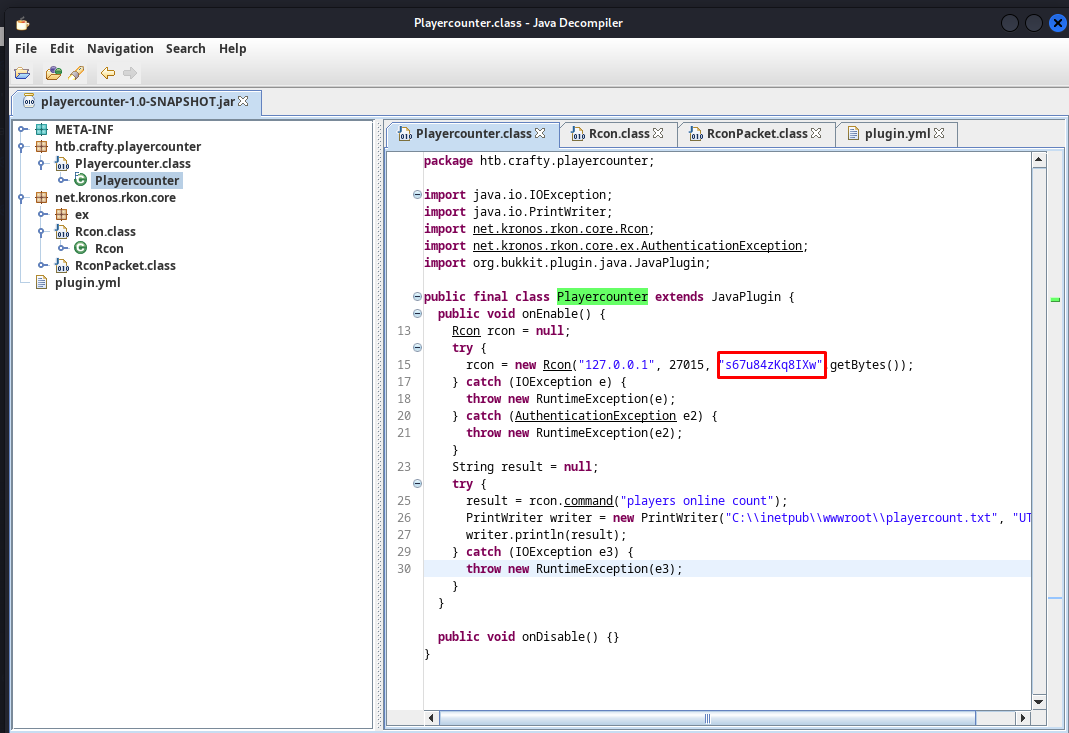 Playercounter.class - Java Decompiler
File Edit Navigation Search Help
playercounter-1.0-SNAPSHOT.jar
META-INF
htb.crafty.playercounter
Playercounter.class
Playercounter
net.kronos.rkon.core
ex
Rcon.class
Rcon
RconPacket.class
plugin.yml
Playercounter.class Rcon.class RconPacket.class plugin.yml
package htb.crafty.playercounter;
import java.io.IOException;
import java.io.PrintWriter;
import net.kronos.rkon.core.Rcon;
import net.kronos.rkon.core.ex.AuthenticationException;
import org.bukkit.plugin.java.JavaPlugin;
public final class Playercounter extends JavaPlugin {
public void onEnable() {
13 Rcon rcon = null;
try {
15 rcon = new Rcon("127.0.0.1", 27015, "s67u84zKq8IXw".getBytes());
17 } catch (IOException e) {
18 throw new RuntimeException(e);
20 } catch (AuthenticationException e2) {
21 throw new RuntimeException(e2);
}
23 String result = null;
try {
25 result = rcon.command("players online count");
26 PrintWriter writer = new PrintWriter("C:\\inetpub\\wwwroot\\playercount.txt", "UT
27 writer.println(result);
29 } catch (IOException e3) {
30 throw new RuntimeException(e3);
}
}
public void onDisable() {}
}